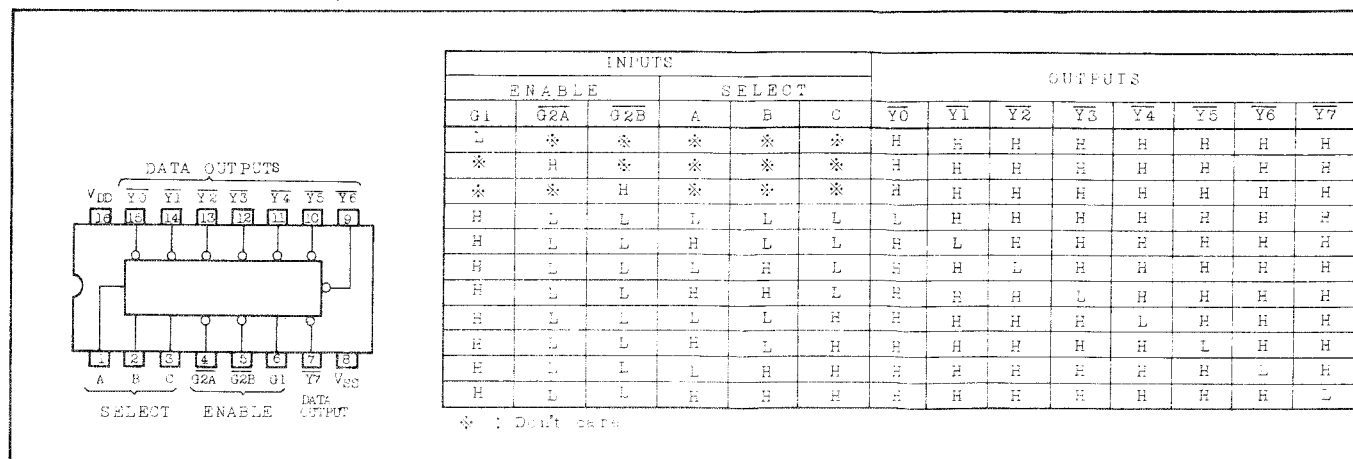 DATA OUTPUTS
VDD Y0 Y1 Y2 Y3 Y4 Y5 Y6
16 15 14 13 12 11 10 9
1 2 3 4 5 6 7 8
A B C G2A G2B G1 Y7 VSS
SELECT ENABLE DATA OUTPUT
INPUTS OUTPUTS
ENABLE SELECT
G1 G2A G2B A B C Y0 Y1 Y2 Y3 Y4 Y5 Y6 Y7
L ※ ※ ※ ※ ※ H H H H H H H H
※ H ※ ※ ※ ※ H H H H H H H H
※ ※ H ※ ※ ※ H H H H H H H H
H L L L L L L H H H H H H H
H L L H L L H L H H H H H H
H L L L H L H H L H H H H H
H L L H H L H H H L H H H H
H L L L L H H H H H L H H H
H L L H L H H H H H H L H H
H L L L H H H H H H H H L H
H L L H H H H H H H H H H L
※ : Don't care